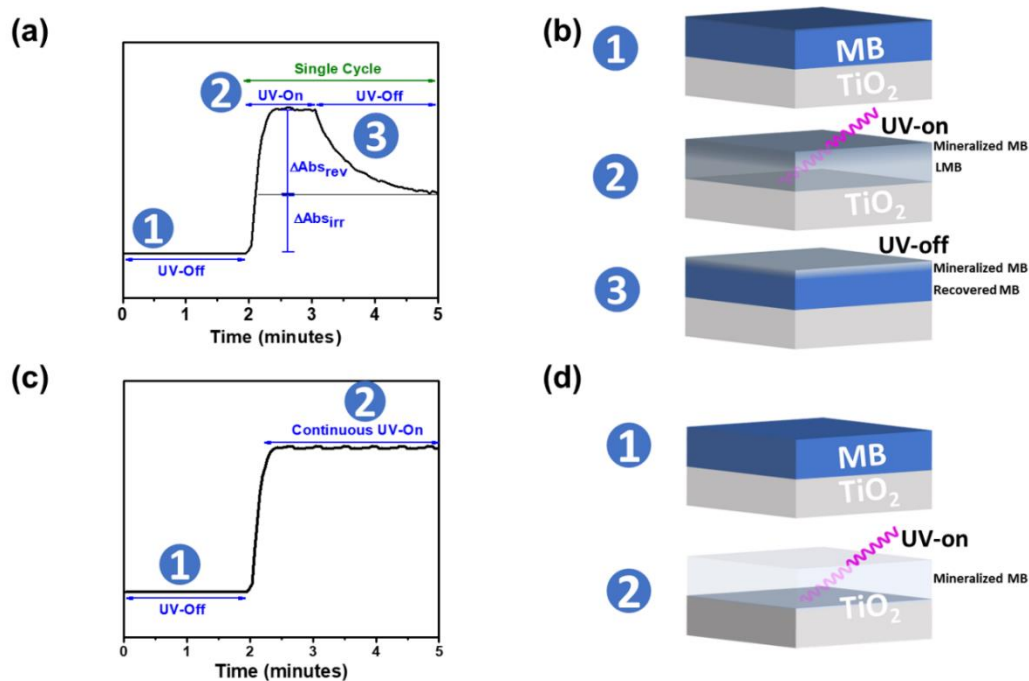 (a)
Single Cycle
2
UV-On
UV-Off
3
ΔAbsrev
1
ΔAbsirr
UV-Off
0 1 2 3 4 5
Time (minutes)
(b)
1
MB
TiO2
UV-on
Mineralized MB
2
LMB
TiO2
UV-off
Mineralized MB
3
Recovered MB
(c)
2
Continuous UV-On
1
UV-Off
0 1 2 3 4 5
Time (minutes)
(d)
1
MB
TiO2
UV-on
2
Mineralized MB
TiO2